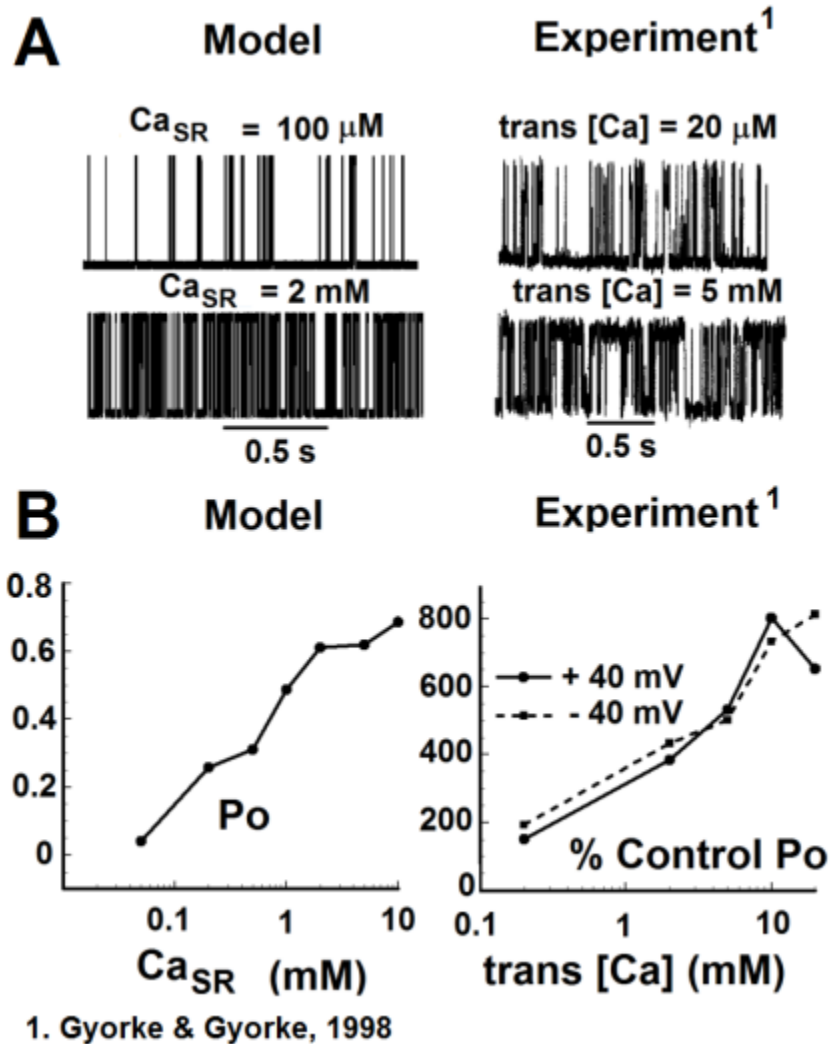 A
Model
Experiment1
CaSR = 100 μM
trans [Ca] = 20 μM
CaSR = 2 mM
trans [Ca] = 5 mM
0.5 s
0.5 s
B
Model
Experiment1
0.8
0.6
0.4
0.2
0
Po
0.1
1
10
CaSR (mM)
800
600
400
200
0
+ 40 mV
- 40 mV
% Control Po
0.1
1
10
trans [Ca] (mM)
1. Gyorke & Gyorke, 1998